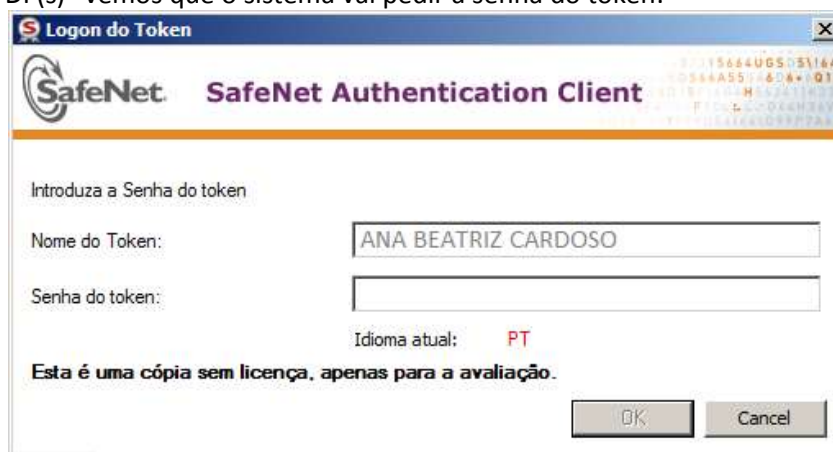 DI (s) - vemos que o sistema vai pedir a senha do token:
Logon do Token
SafeNet. SafeNet Authentication Client
Introduza a Senha do token
Nome do Token: ANA BEATRIZ CARDOSO
Senha do token:
Idioma atual: PT
Esta é uma cópia sem licença, apenas para a avaliação.
OK Cancel